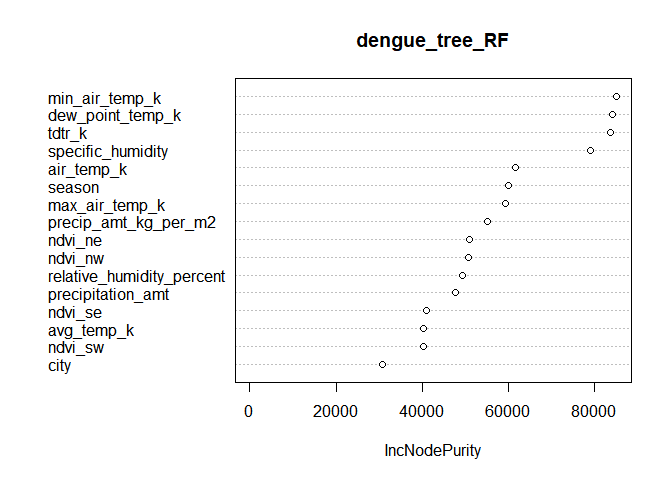 dengue_tree_RF
min_air_temp_k
dew_point_temp_k
tdtr_k
specific_humidity
air_temp_k
season
max_air_temp_k
precip_amt_kg_per_m2
ndvi_ne
ndvi_nw
relative_humidity_percent
precipitation_amt
ndvi_se
avg_temp_k
ndvi_sw
city
0 20000 40000 60000 80000
IncNodePurity